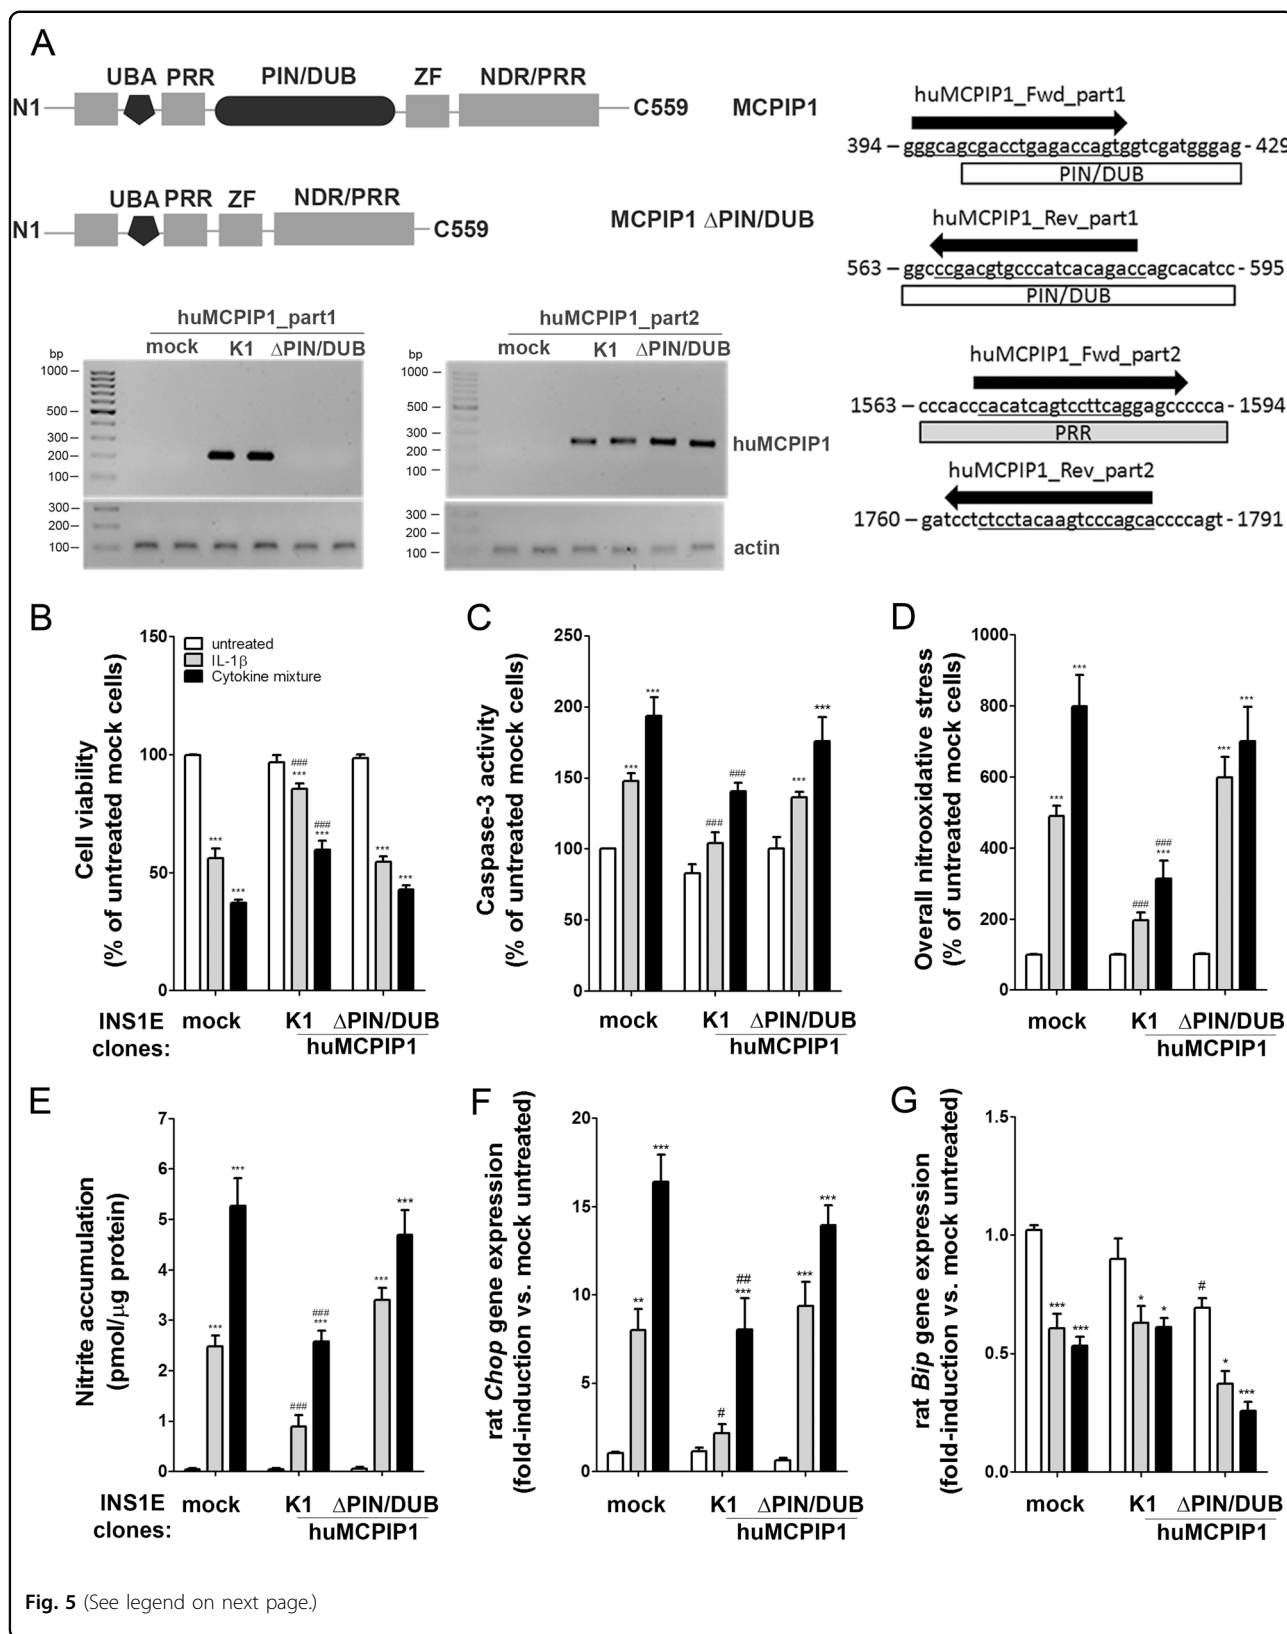 A
UBA PRR PIN/DUB ZF NDR/PRR
N1 C559 MCPIP1
UBA PRR ZF NDR/PRR
N1 C559 MCPIP1 ΔPIN/DUB
huMCPIP1_Fwd_part1
394 – gggcagcgacctgagaccagtggtcgatgggag - 429
PIN/DUB
huMCPIP1_Rev_part1
563 – ggcccgacgtgcccatcacagaccagcacatcc - 595
PIN/DUB
huMCPIP1_Fwd_part2
1563 – cccacccacatcagtccttcaggagcccccca - 1594
PRR
huMCPIP1_Rev_part2
1760 – gatcctctcctacaagtcccagcaccccagt - 1791
huMCPIP1_part1
bp mock K1 ΔPIN/DUB
1000
500
300
200
100
300
200
100
huMCPIP1_part2
bp mock K1 ΔPIN/DUB
1000
500
300
200
100
300
200
100
huMCPIP1
actin
B
Cell viability
(% of untreated mock cells)
150
100
50
0
untreated
IL-1β
Cytokine mixture
*** *** ### *** ### *** *** ***
INS1E clones:
mock K1 ΔPIN/DUB
huMCPIP1
C
Caspase-3 activity
(% of untreated mock cells)
250
200
150
100
50
0
*** *** ### ### *** ***
mock K1 ΔPIN/DUB
huMCPIP1
D
Overall nitrooxidative stress
(% of untreated mock cells)
1000
800
600
400
200
0
*** *** ### ### *** *** ***
mock K1 ΔPIN/DUB
huMCPIP1
E
Nitrite accumulation
(pmol/μg protein)
7
6
5
4
3
2
1
0
*** *** ### ### *** *** ***
INS1E clones:
mock K1 ΔPIN/DUB
huMCPIP1
F
rat Chop gene expression
(fold-induction vs. mock untreated)
20
15
10
5
0
** *** # ## *** *** ***
mock K1 ΔPIN/DUB
huMCPIP1
G
rat Bip gene expression
(fold-induction vs. mock untreated)
1.5
1.0
0.5
0.0
*** *** * * # * ***
mock K1 ΔPIN/DUB
huMCPIP1
Fig. 5 (See legend on next page.)